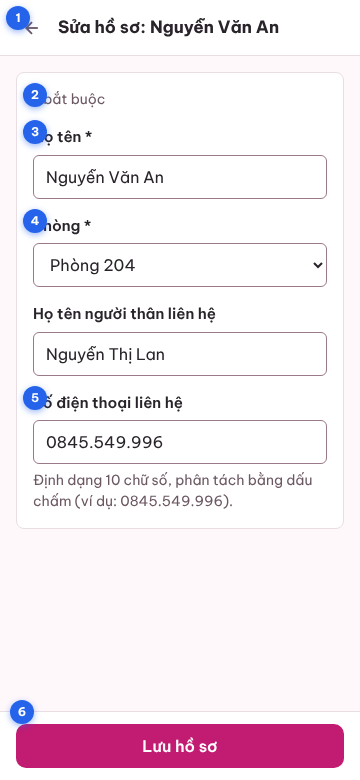 1
Sửa hồ sơ: Nguyễn Văn An
2
bắt buộc
3
ọ tên *
Nguyễn Văn An
4
hòng *
Phòng 204
Họ tên người thân liên hệ
Nguyễn Thị Lan
5
ố điện thoại liên hệ
0845.549.996
Định dạng 10 chữ số, phân tách bằng dấu
chấm (ví dụ: 0845.549.996).
6
Lưu hồ sơ